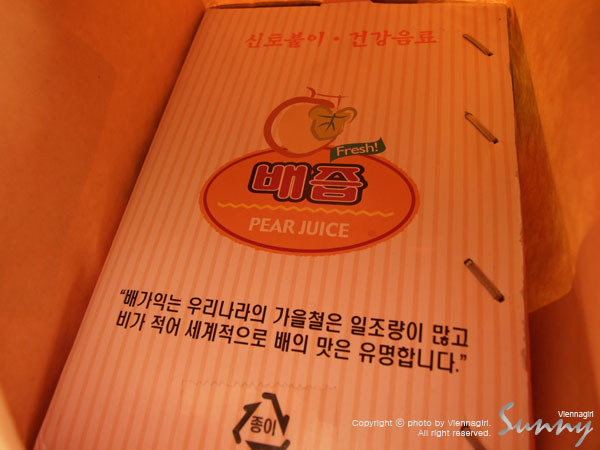 신토불이 · 건강음료
Fresh!
배즙
PEAR JUICE
"배가익는 우리나라의 가을철은 일조량이 많고
비가 적어 세계적으로 배의 맛은 유명합니다."
종이
Viennagirl
Sunny
Copyright ⓒ photo by Viennagirl.
All right reserved.